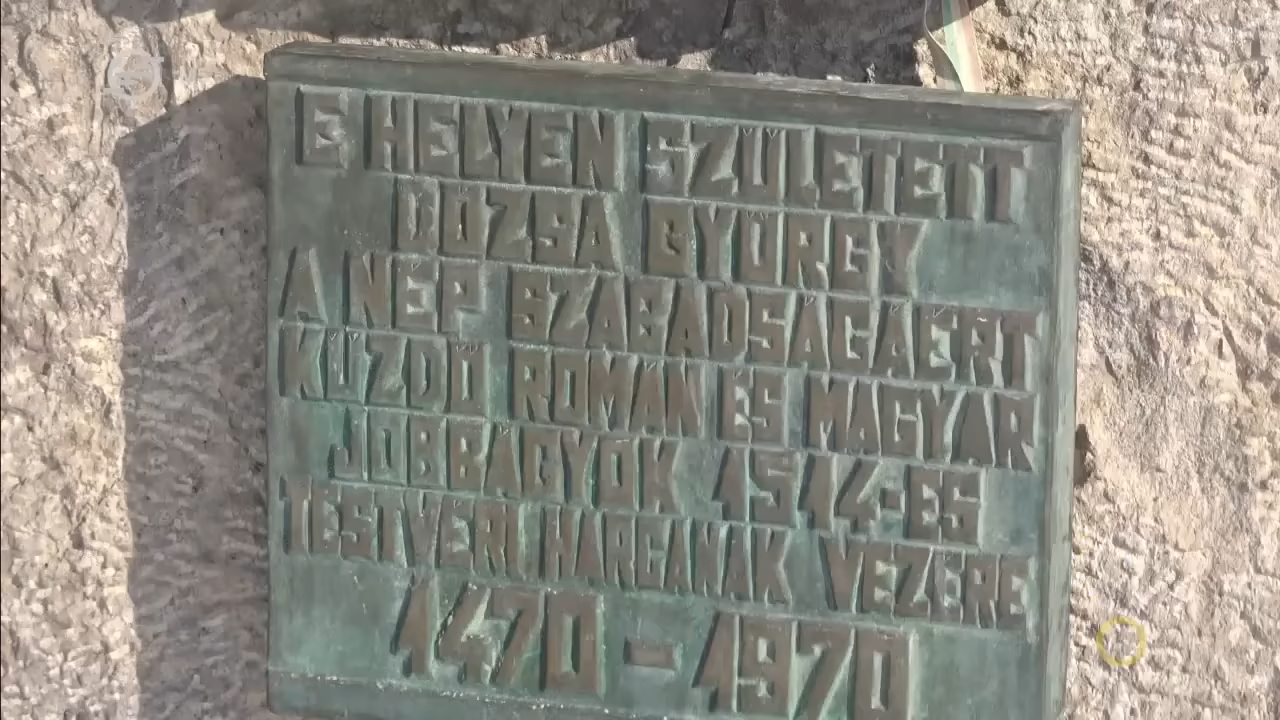 E HELYEN SZÜLETETT
DÓZSA GYÖRGY
A NÉP SZABADSÁGÁÉRT
KÜZDŐ ROMÁN ÉS MAGYAR
JOBBÁGYOK 1514-ES
TESTVÉRI HARCÁNAK VEZÉRE
1470 - 1970